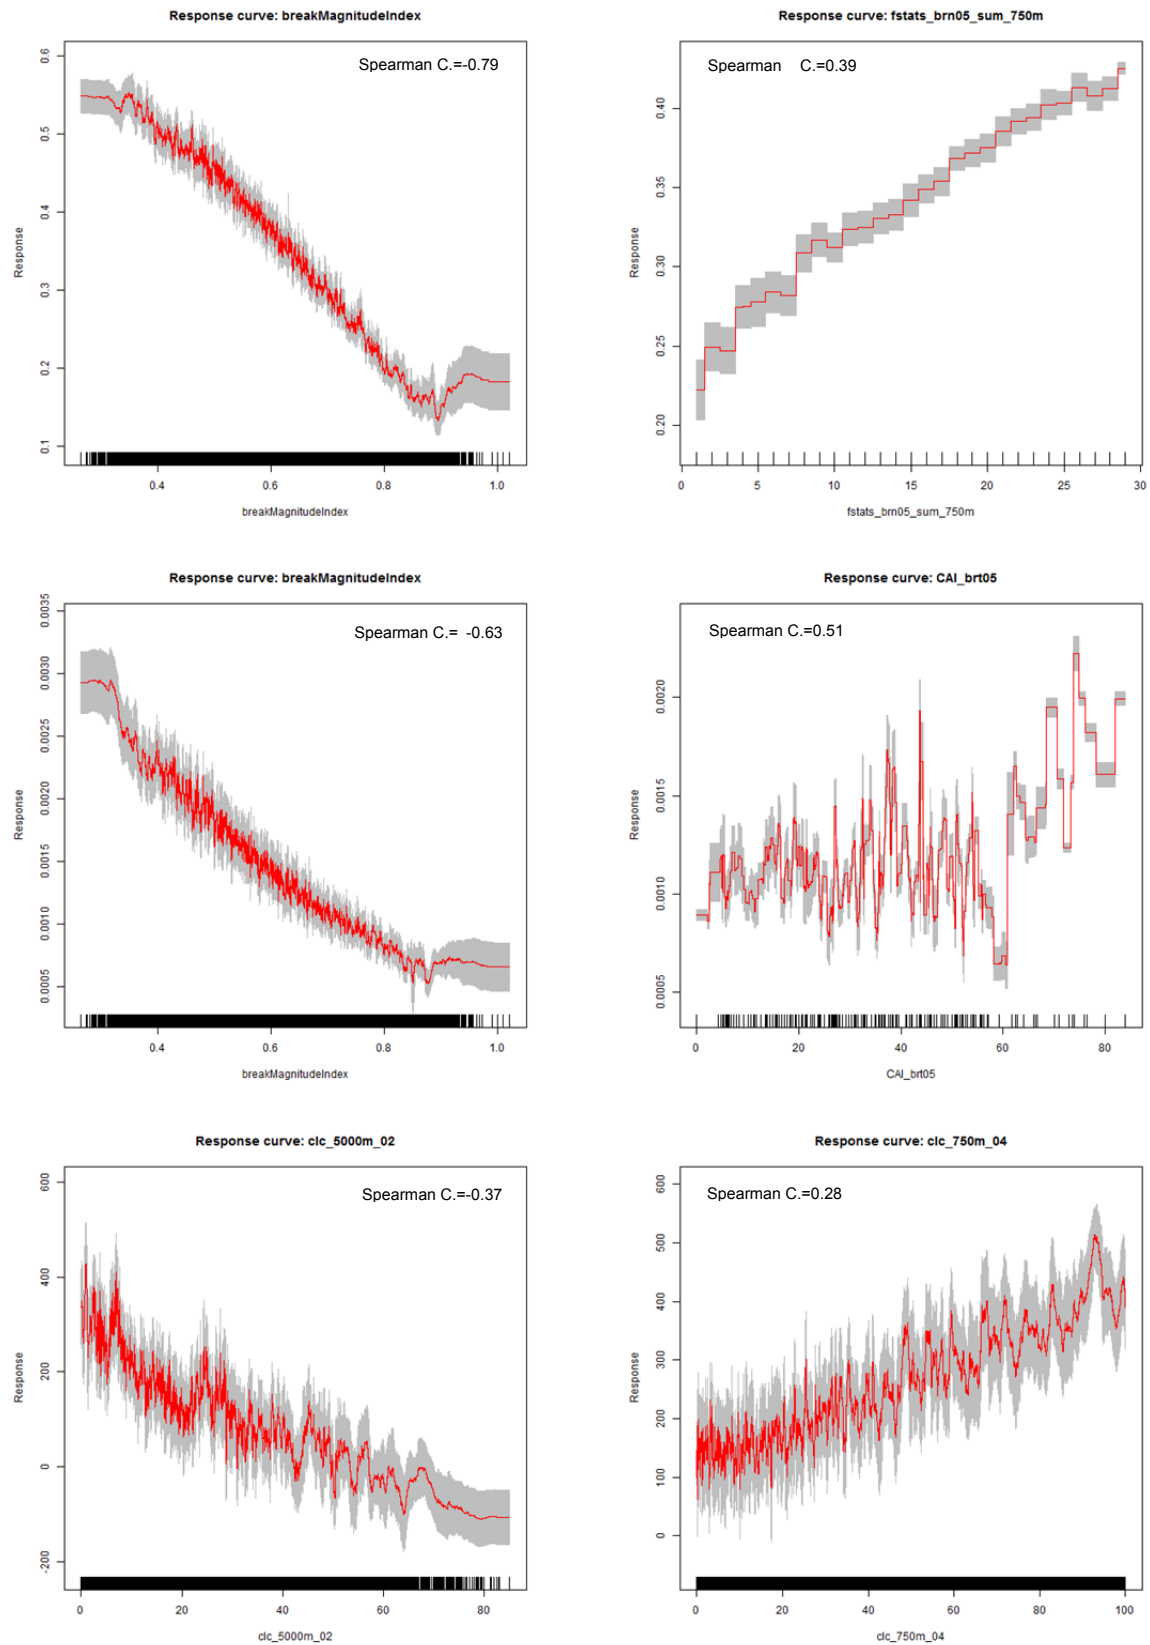 Response curve: breakMagnitudeIndex
Spearman C.=-0.79
Response
0.1 0.2 0.3 0.4 0.5 0.6
0.4 0.6 0.8 1.0
breakMagnitudeIndex
Response curve: fstats_brn05_sum_750m
Spearman C.=0.39
Response
0.20 0.25 0.30 0.35 0.40
0 5 10 15 20 25 30
fstats_brn05_sum_750m
Response curve: breakMagnitudeIndex
Spearman C.= -0.63
Response
0.0005 0.0010 0.0015 0.0020 0.0025 0.0030 0.0035
0.4 0.6 0.8 1.0
breakMagnitudeIndex
Response curve: CAI_brt05
Spearman C.=0.51
Response
0.0005 0.0010 0.0015 0.0020
0 20 40 60 80
CAI_brt05
Response curve: clc_5000m_02
Spearman C.=-0.37
Response
-200 0 200 400 600
0 20 40 60 80
clc_5000m_02
Response curve: clc_750m_04
Spearman C.=0.28
Response
0 100 200 300 400 500 600
0 20 40 60 80 100
clc_750m_04